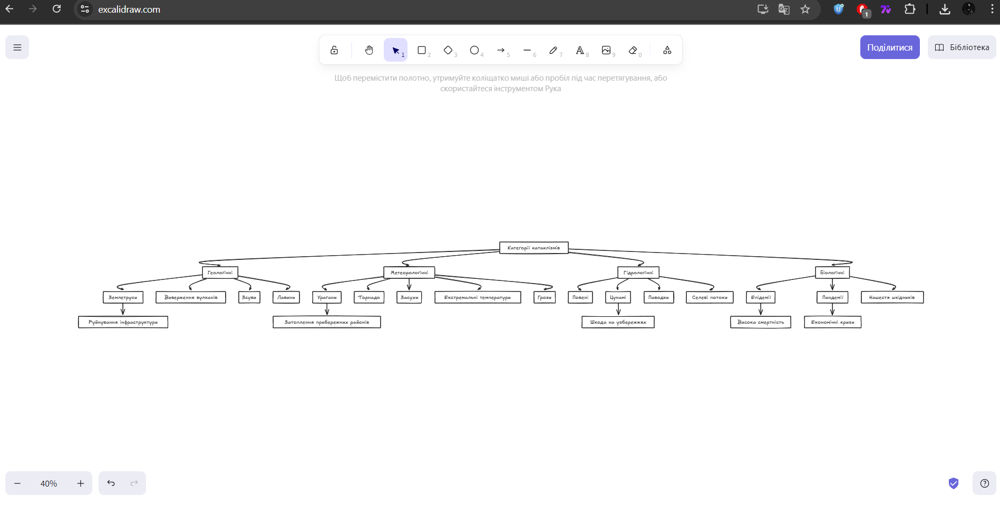 excalidraw.com
1
1
2
3
4
5
6
7
8
9
0
Поділитися
Бібліотека
Щоб перемістити полотно, утримуйте коліщатко миші або пробіл під час перетягування, або
скористайтеся інструментом Рука
Категорії катаклізмів
Геологічні
Метеорологічні
Гідрологічні
Біологічні
Землетруси
Виверження вулканів
Зсуви
Лавини
Урагани
Торнадо
Засухи
Екстремальні температури
Грози
Повені
Цунамі
Паводки
Селеві потоки
Епідемії
Пандемії
Нашестя шкідників
Руйнування інфраструктури
Затоплення прибережних районів
Шкода на узбережжях
Висока смертність
Економічні кризи
40%